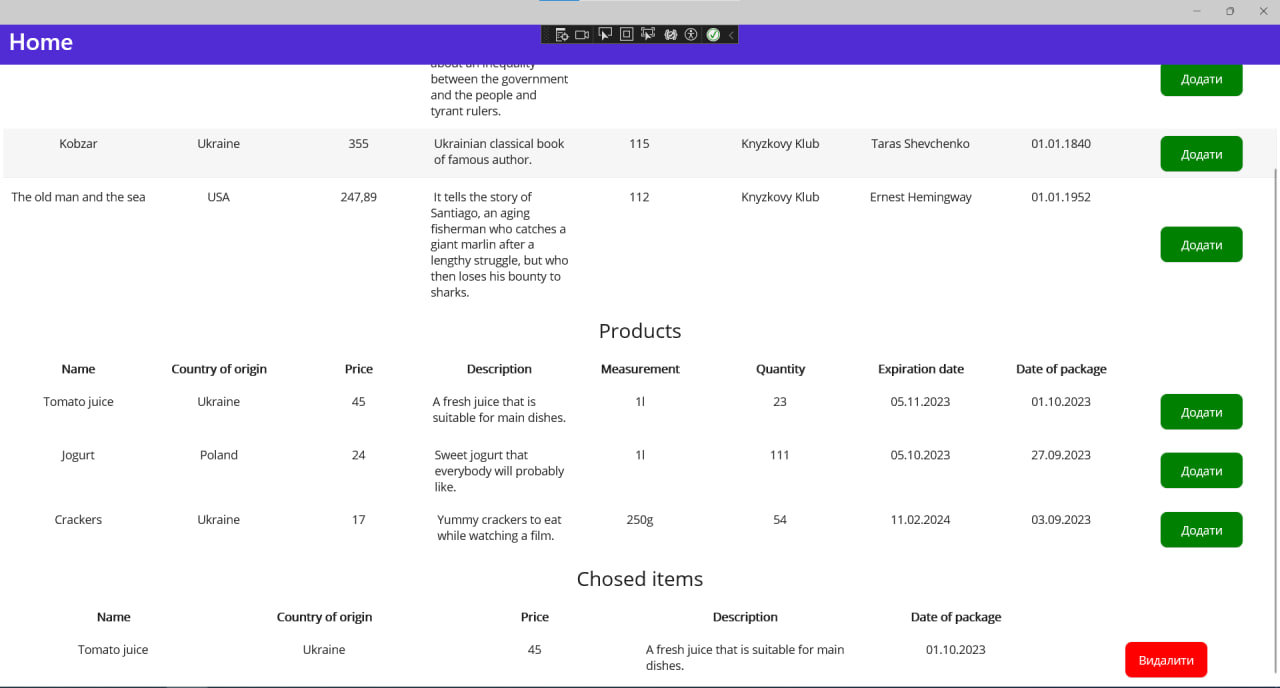 Home
about an inequality
between the government
and the people and
tyrant rulers.
Додати
Kobzar Ukraine 355 Ukrainian classical book 115 Knyzkovy Klub Taras Shevchenko 01.01.1840
of famous author.
Додати
The old man and the sea USA 247,89 It tells the story of 112 Knyzkovy Klub Ernest Hemingway 01.01.1952
Santiago, an aging
fisherman who catches a
giant marlin after a
Додати
lengthy struggle, but who
then loses his bounty to
sharks.
Products
Name Country of origin Price Description Measurement Quantity Expiration date Date of package
Tomato juice Ukraine 45 A fresh juice that is 1l 23 05.11.2023 01.10.2023
suitable for main dishes.
Додати
Jogurt Poland 24 Sweet jogurt that 1l 111 05.10.2023 27.09.2023
everybody will probably
like.
Додати
Crackers Ukraine 17 Yummy crackers to eat 250g 54 11.02.2024 03.09.2023
while watching a film.
Додати
Chosed items
Name Country of origin Price Description Date of package
Tomato juice Ukraine 45 A fresh juice that is suitable for main 01.10.2023
dishes.
Видалити